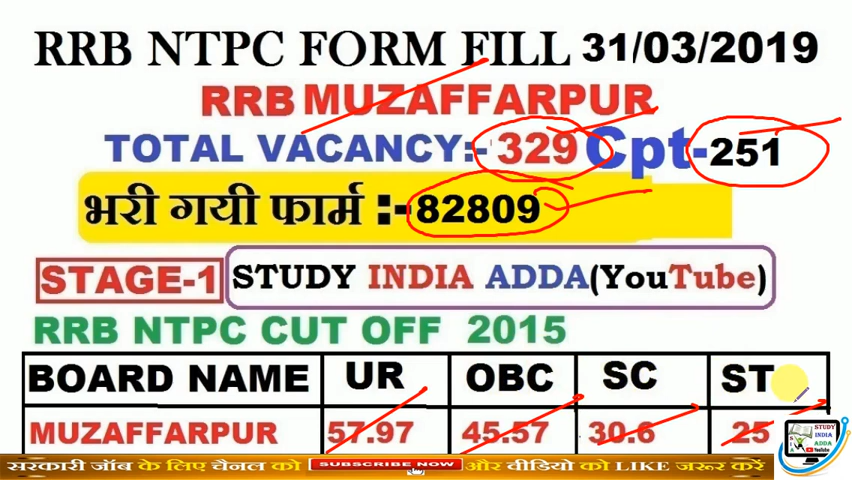 RRB NTPC FORM FILL 31/03/2019
RRB MUZAFFARPUR
TOTAL VACANCY:- 329 Cpt-251
भरी गयी फार्म :-82809
STAGE-1 STUDY INDIA ADDA(YouTube)
RRB NTPC CUT OFF 2015
BOARD NAME UR OBC SC ST
MUZAFFARPUR 57.97 45.57 30.6 25
STUDY
INDIA
ADDA
YouTube
सरकारी जॉब के लिए चैनल को SUBSCRIBE NOW और वीडियो को LIKE जरूर करें